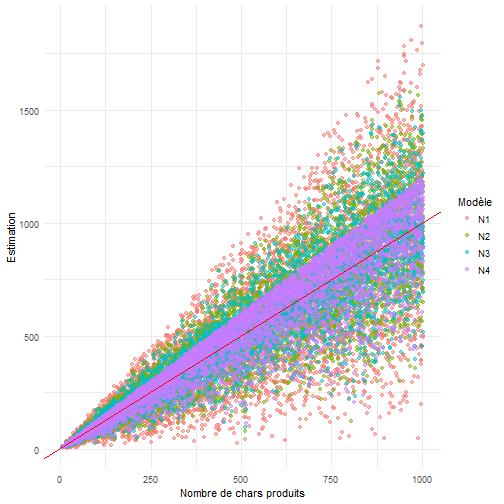 1500
1000
500
0
0
250
500
750
1000
Estimation
Nombre de chars produits
Modèle
N1
N2
N3
N4